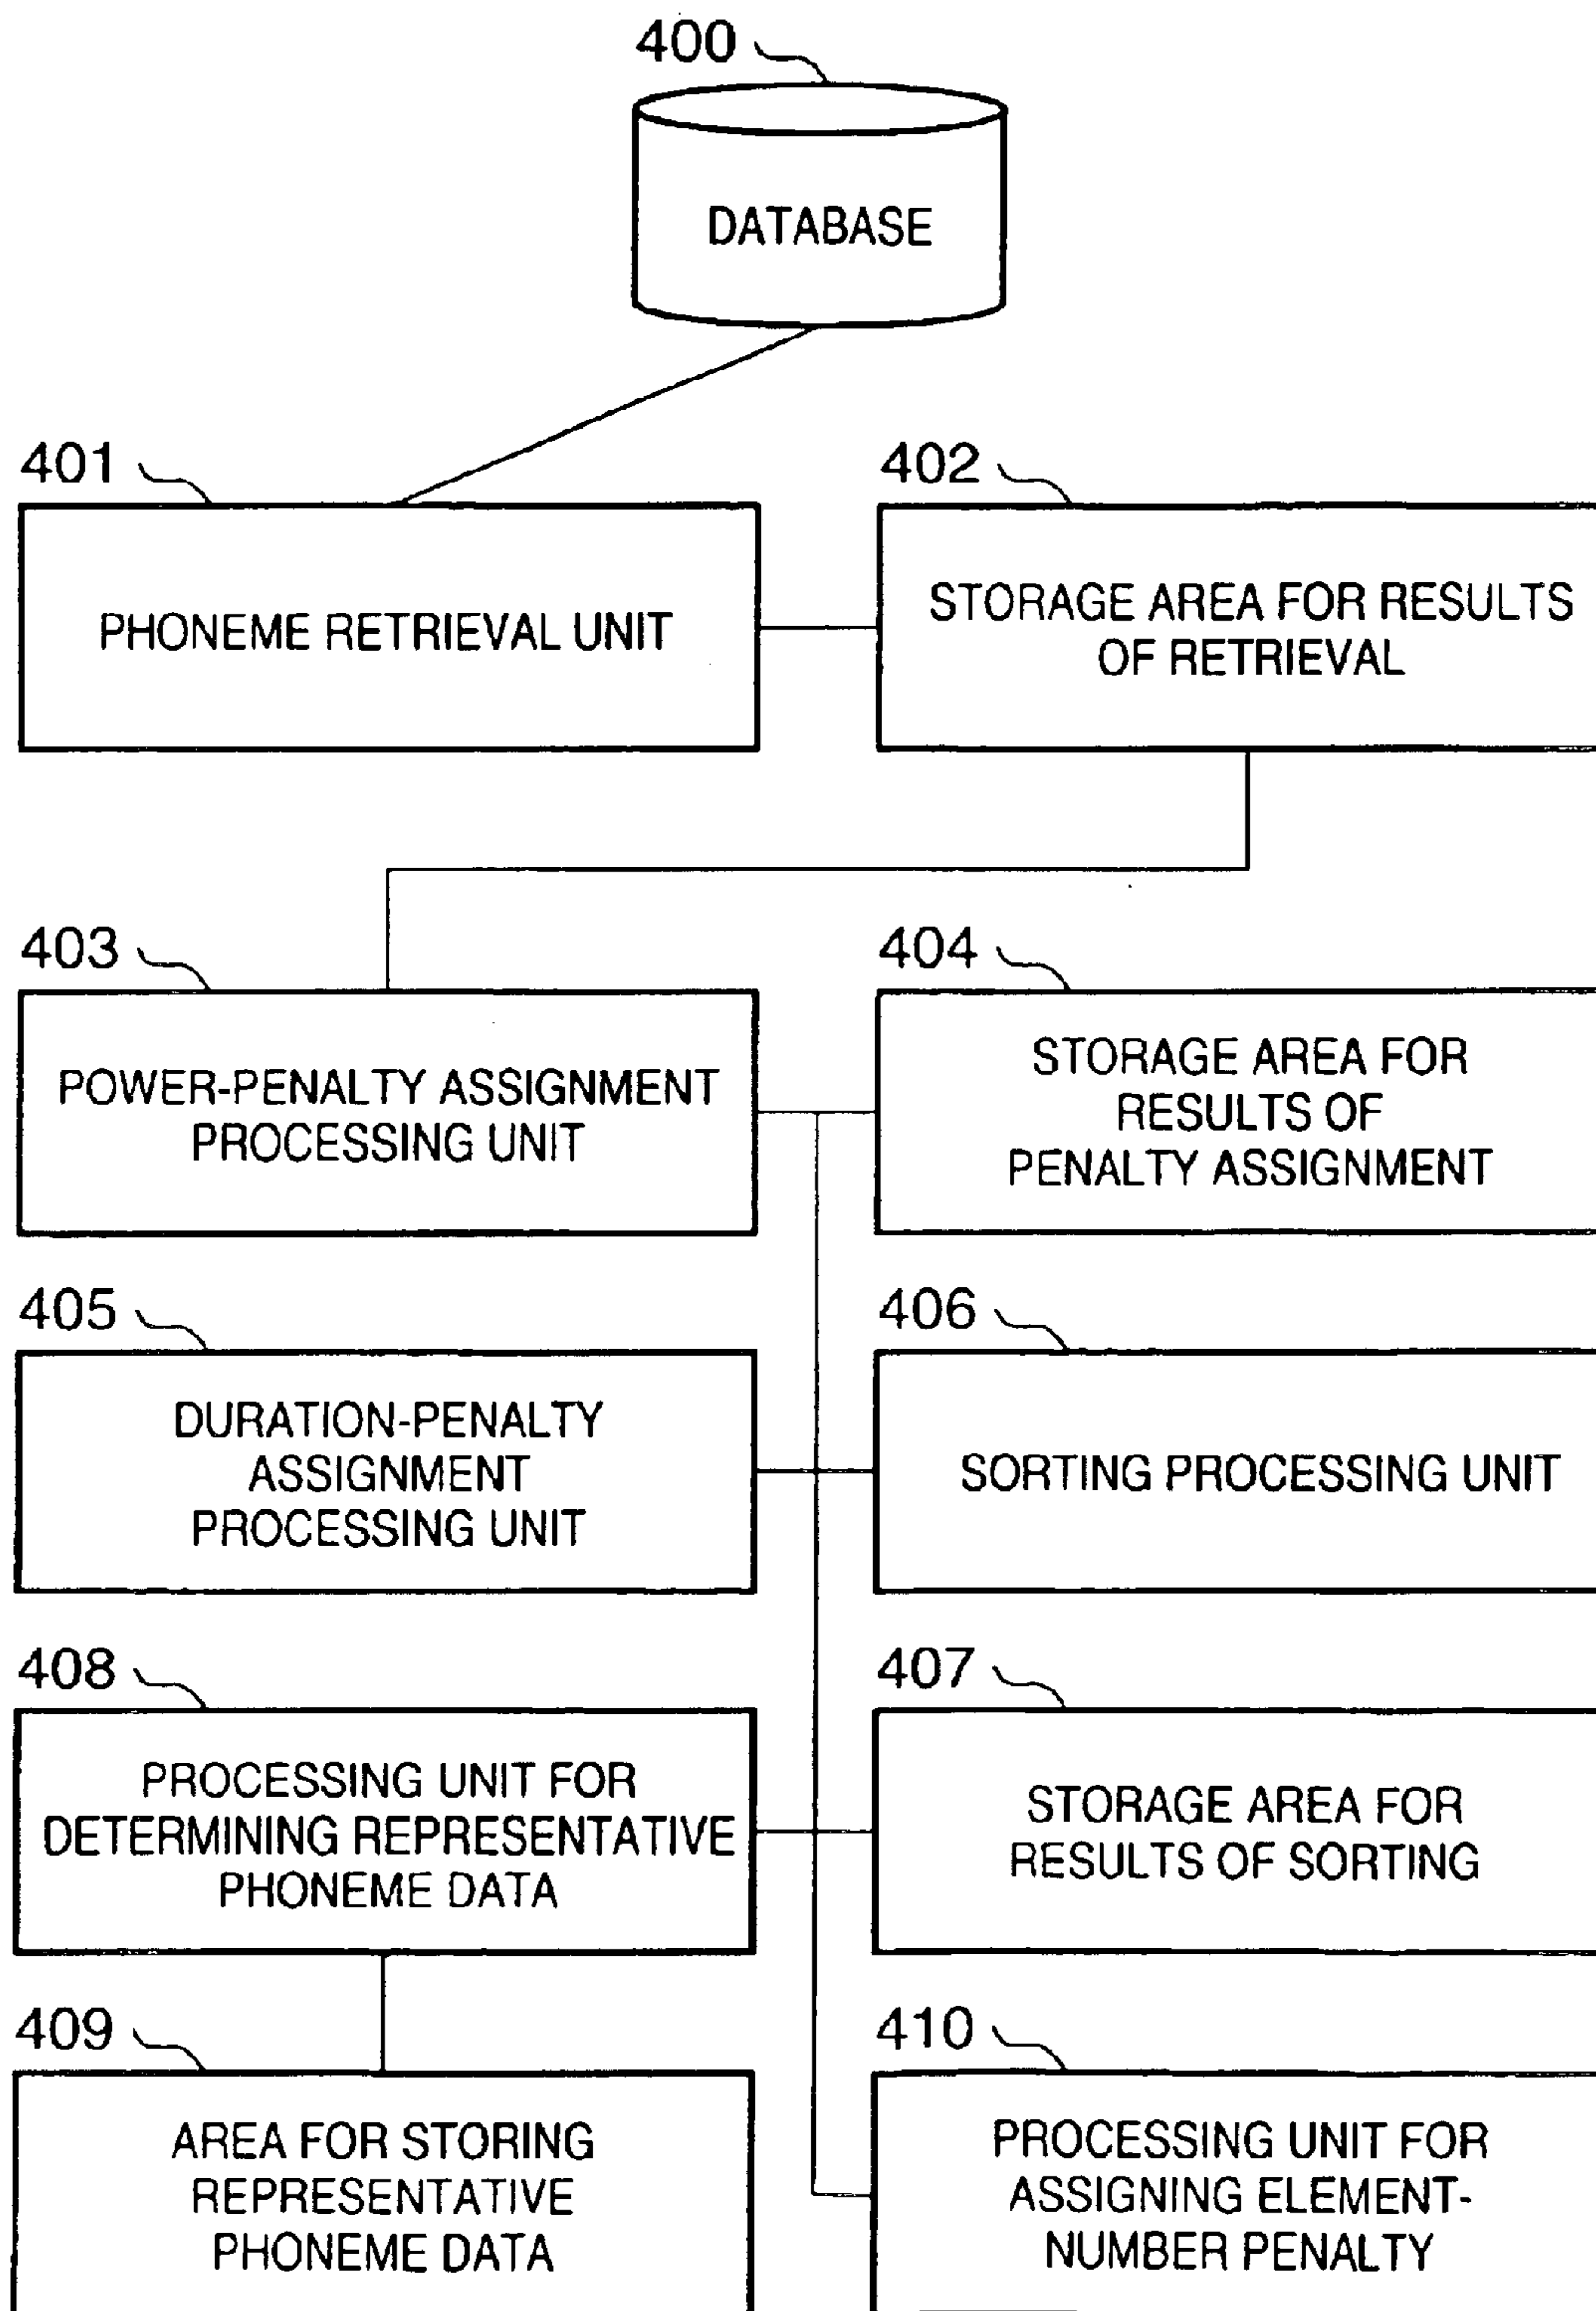 400
DATABASE
401
PHONEME RETRIEVAL UNIT
402
STORAGE AREA FOR RESULTS
OF RETRIEVAL
403
POWER-PENALTY ASSIGNMENT
PROCESSING UNIT
404
STORAGE AREA FOR
RESULTS OF
PENALTY ASSIGNMENT
405
DURATION-PENALTY
ASSIGNMENT
PROCESSING UNIT
406
SORTING PROCESSING UNIT
408
PROCESSING UNIT FOR
DETERMINING REPRESENTATIVE
PHONEME DATA
407
STORAGE AREA FOR
RESULTS OF SORTING
409
AREA FOR STORING
REPRESENTATIVE
PHONEME DATA
410
PROCESSING UNIT FOR
ASSIGNING ELEMENT-
NUMBER PENALTY